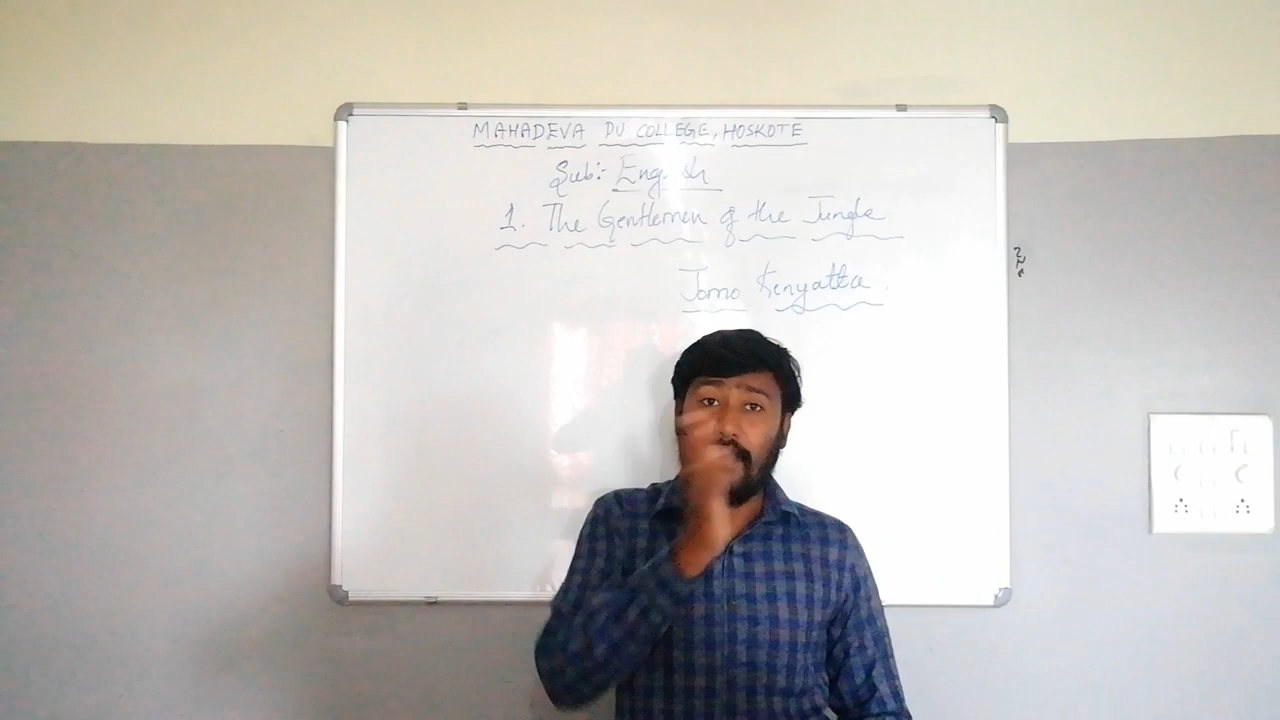 MAHADEVA PU COLLEGE, HOSKOTE
Sub:- English
1. The Gentlemen of the Jungle
Jomo Kenyatta.